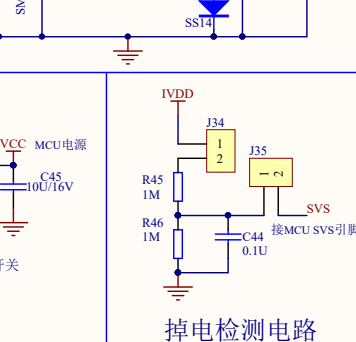 SM
SS14
IVDD
VCC MCU电源
C45
10U/16V
开关
J34
1
2
J35
1 2
R45
1M
R46
1M
C44
0.1U
SVS
接MCU SVS引脚
掉电检测电路